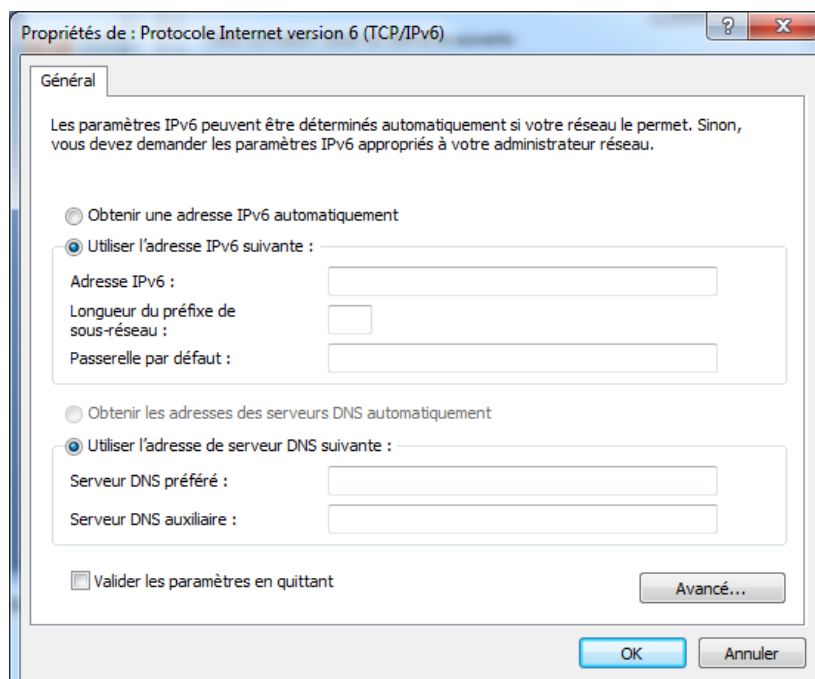 Propriétés de : Protocole Internet version 6 (TCP/IPv6)
Général
Les paramètres IPv6 peuvent être déterminés automatiquement si votre réseau le permet. Sinon,
vous devez demander les paramètres IPv6 appropriés à votre administrateur réseau.
Obtenir une adresse IPv6 automatiquement
Utiliser l'adresse IPv6 suivante :
Adresse IPv6 :
Longueur du préfixe de
sous-réseau :
Passerelle par défaut :
Obtenir les adresses des serveurs DNS automatiquement
Utiliser l'adresse de serveur DNS suivante :
Serveur DNS préféré :
Serveur DNS auxiliaire :
Valider les paramètres en quittant
Avancé...
OK
Annuler